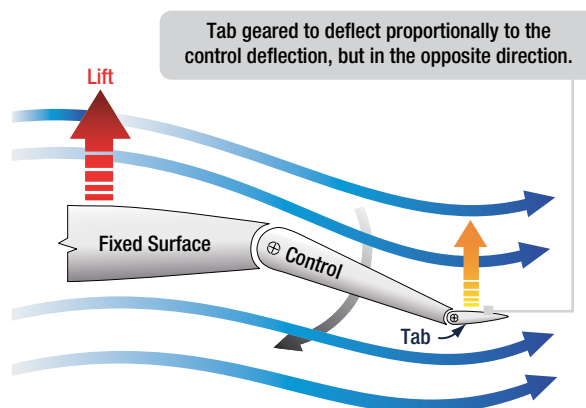 Tab geared to deflect proportionally to the
control deflection, but in the opposite direction.
Lift
Fixed Surface
Control
Tab